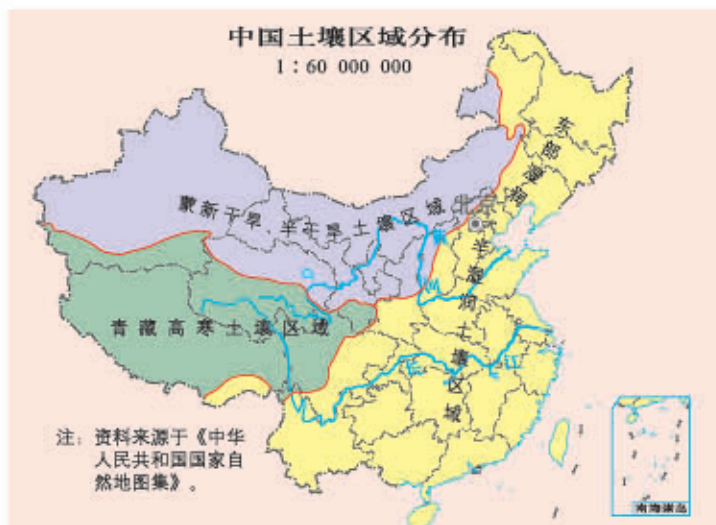 中国土壤区域分布
1：60 000 000
东部湿润
半湿润土壤区域
蒙新干旱、半干旱土壤区域
北京
黄
河
青藏高寒土壤区域
长
江
注：资料来源于《中华
人民共和国国家自
然地图集》。
南海诸岛